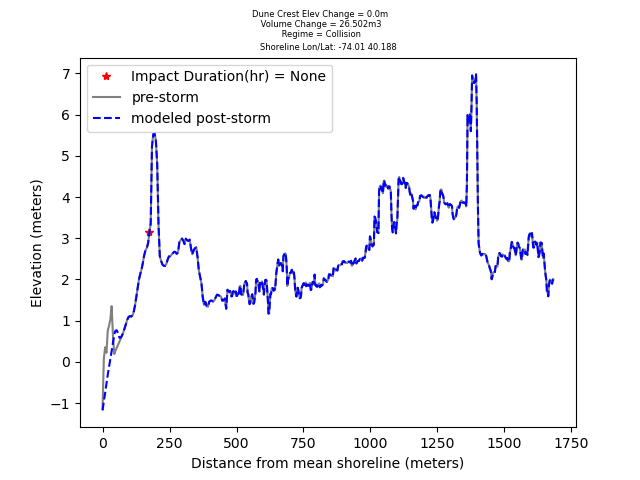 Dune Crest Elev Change = 0.0m
Volume Change = 26.502m3
Regime = Collision
Shoreline Lon/Lat: -74.01 40.188
Impact Duration(hr) = None
pre-storm
modeled post-storm
7
6
5
4
3
2
1
0
−1
Elevation (meters)
0 250 500 750 1000 1250 1500 1750
Distance from mean shoreline (meters)